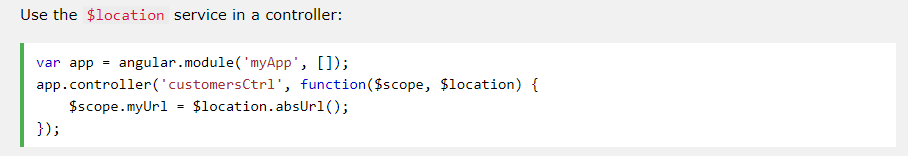 Use the $location service in a controller:
var app = angular.module('myApp', []);
app.controller('customersCtrl', function($scope, $location) {
    $scope.myUrl = $location.absUrl();
});